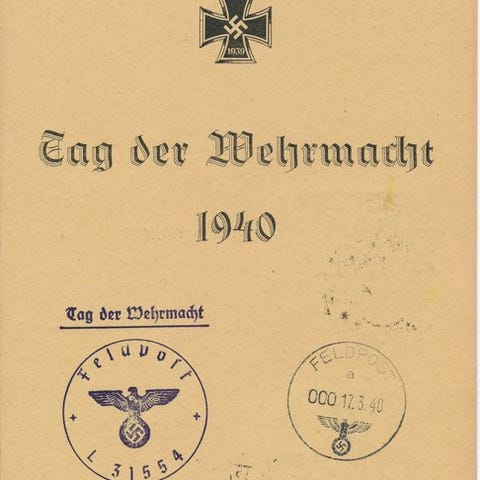 1939
Tag der Wehrmacht
1940
Tag der Wehrmacht
Feldpost
L 31554
FELDPOST
a
000 17.3.40